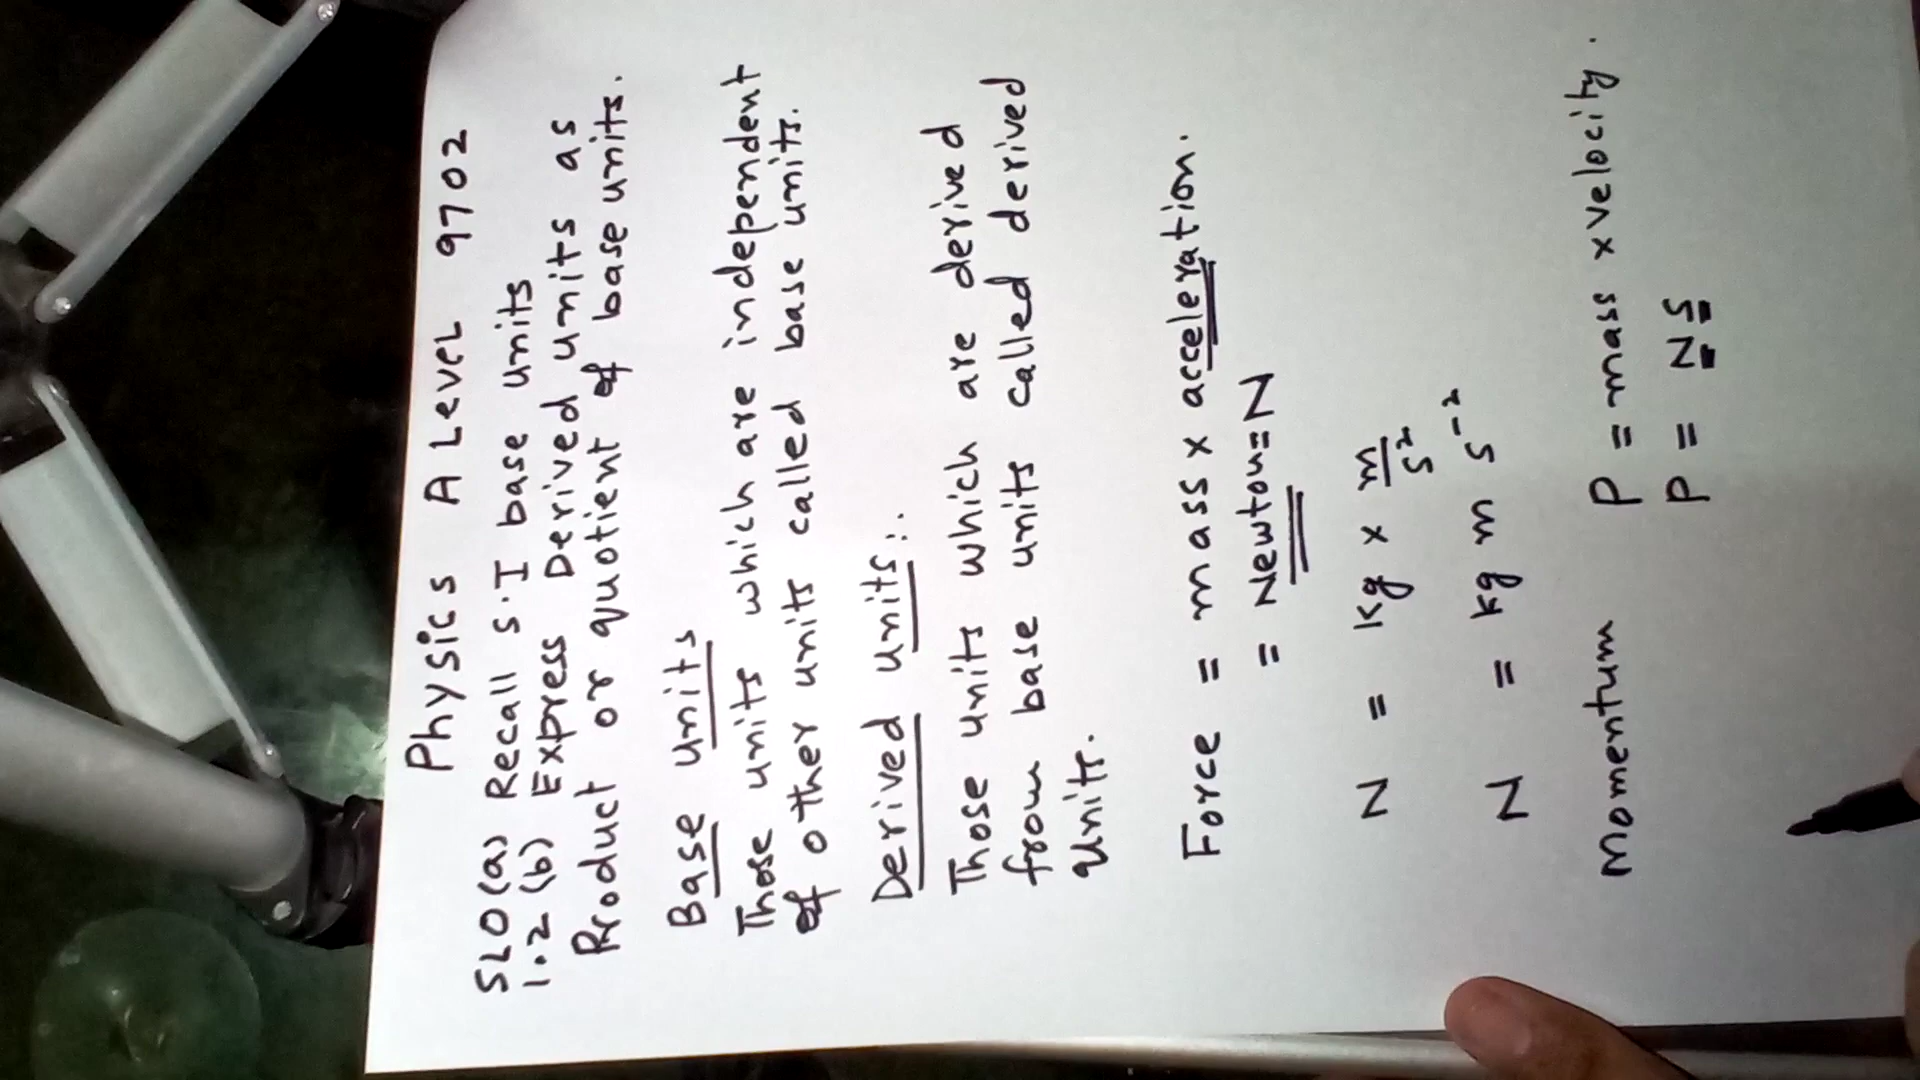 Physics A Level 9702
SLO(a) Recall S.I base units
1.2 (b) Express Derived units as
Product or quotient of base units.
Base units
Those units which are independent
of other units called base units.
Derived units:.
Those units which are derived
from base units called derived
units.
Force = mass x acceleration.
= Newton=N
N = kg x m/s²
N = kg m s⁻²
Momentum P = mass x velocity.
P = N S